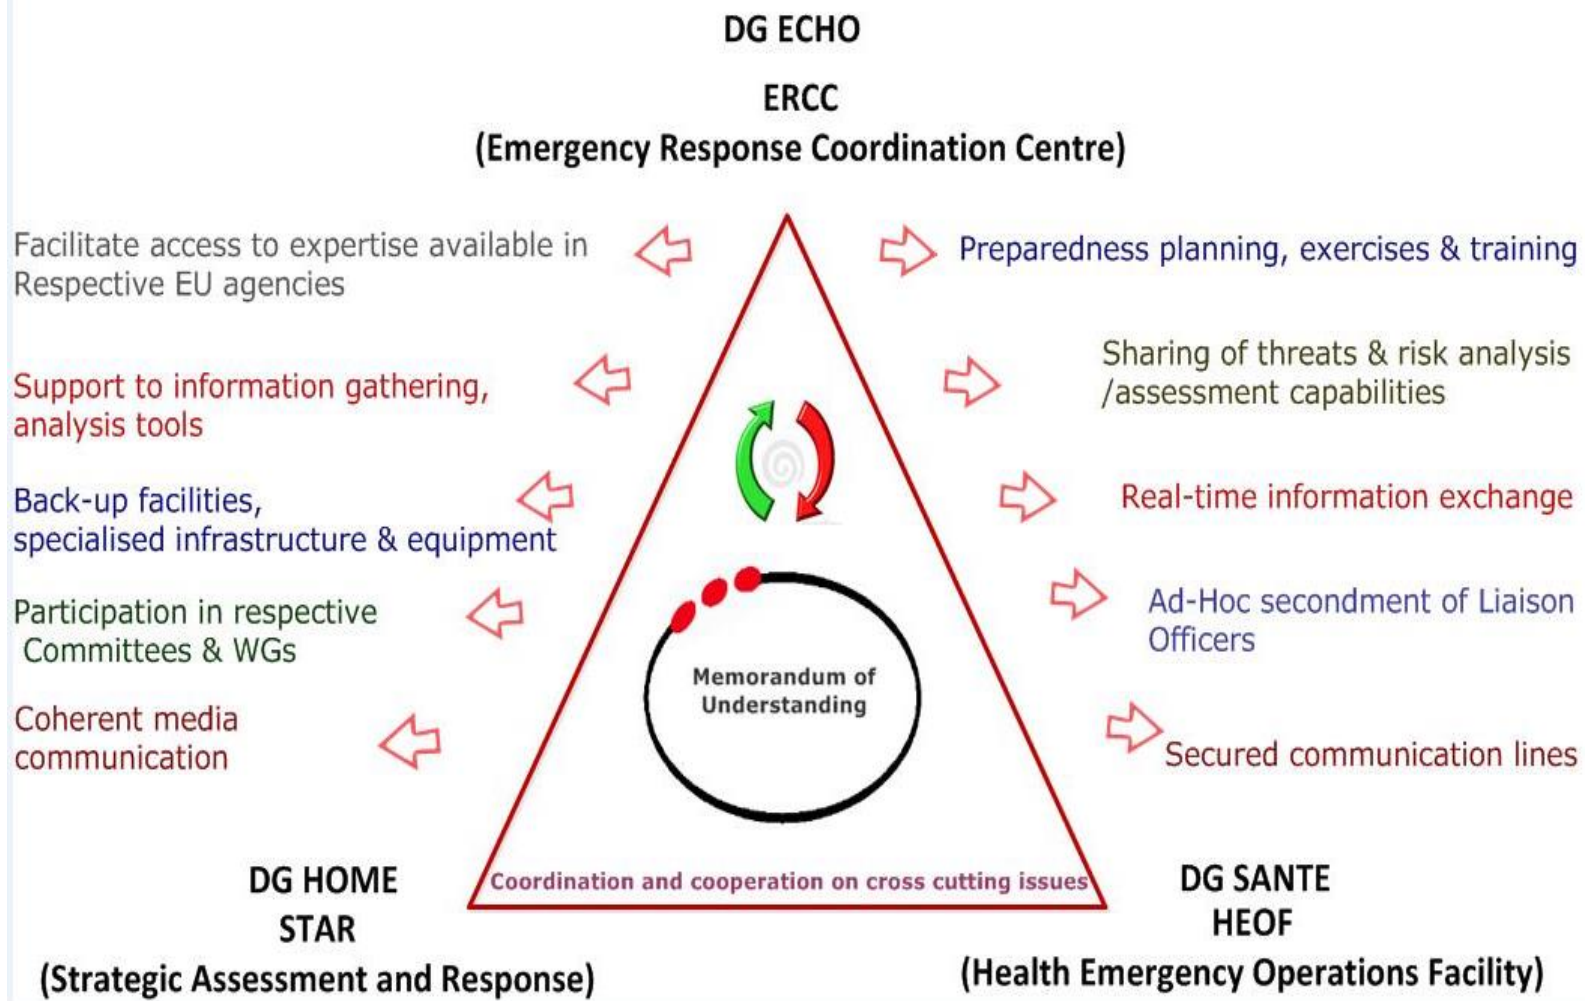 DG ECHO
ERCC
(Emergency Response Coordination Centre)
Facilitate access to expertise available in
Respective EU agencies
Support to information gathering,
analysis tools
Back-up facilities,
specialised infrastructure & equipment
Participation in respective
Committees & WGs
Coherent media
communication
Preparedness planning, exercises & training
Sharing of threats & risk analysis
/assessment capabilities
Real-time information exchange
Ad-Hoc secondment of Liaison
Officers
Secured communication lines
Memorandum of
Understanding
Coordination and cooperation on cross cutting issues
DG HOME
STAR
(Strategic Assessment and Response)
DG SANTE
HEOF
(Health Emergency Operations Facility)